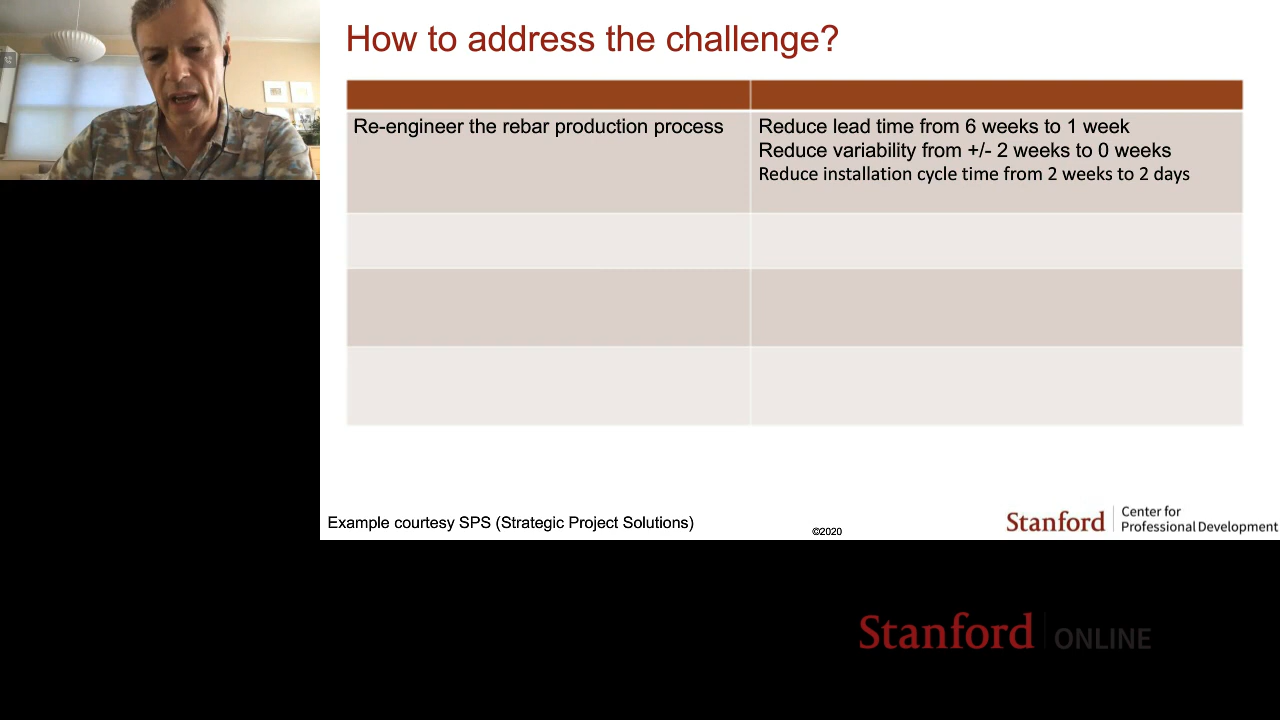 How to address the challenge?
Re-engineer the rebar production process
Reduce lead time from 6 weeks to 1 week
Reduce variability from +/- 2 weeks to 0 weeks
Reduce installation cycle time from 2 weeks to 2 days
Example courtesy SPS (Strategic Project Solutions)
©2020
Stanford
Center for
Professional Development
Stanford ONLINE